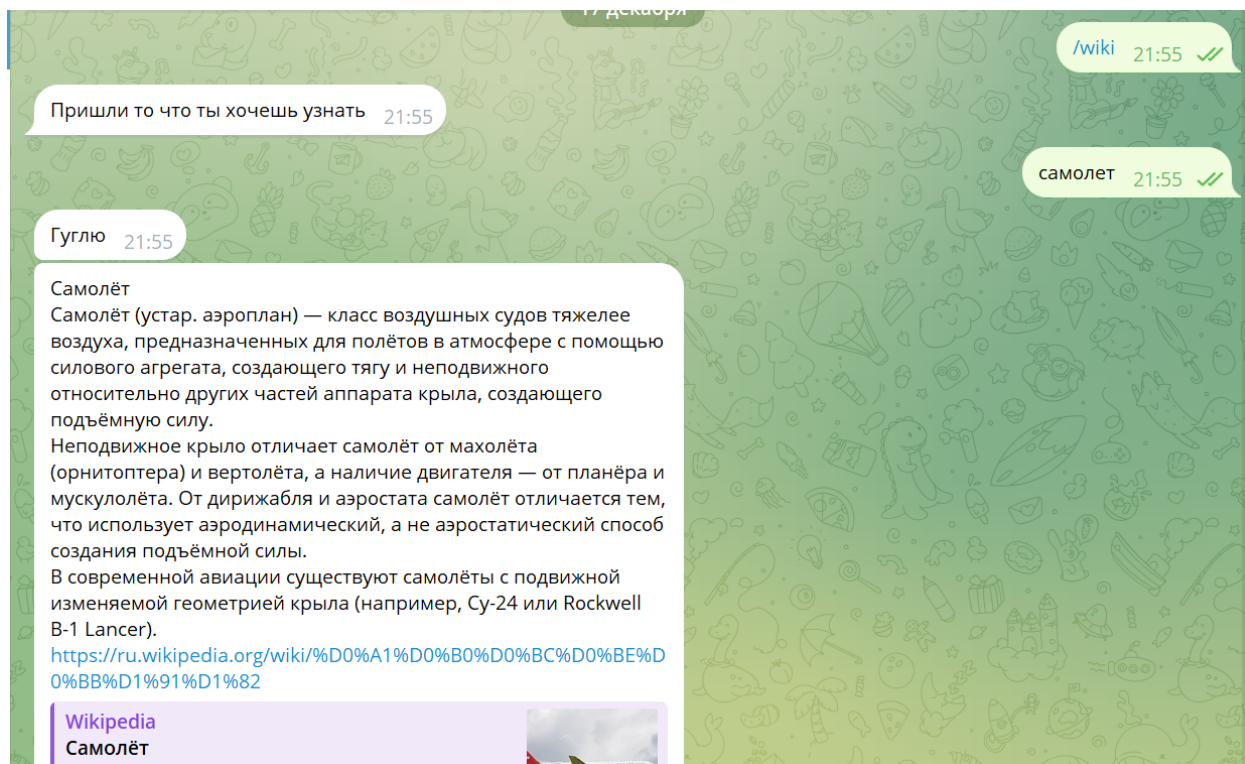 17 декабря
/wiki 21:55
Пришли то что ты хочешь узнать 21:55
самолет 21:55
Гуглю 21:55
Самолёт
Самолёт (устар. аэроплан) — класс воздушных судов тяжелее
воздуха, предназначенных для полётов в атмосфере с помощью
силового агрегата, создающего тягу и неподвижного
относительно других частей аппарата крыла, создающего
подъёмную силу.
Неподвижное крыло отличает самолёт от махолёта
(орнитоптера) и вертолёта, а наличие двигателя — от планёра и
мускулолёта. От дирижабля и аэростата самолёт отличается тем,
что использует аэродинамический, а не аэростатический способ
создания подъёмной силы.
В современной авиации существуют самолёты с подвижной
изменяемой геометрией крыла (например, Су-24 или Rockwell
B-1 Lancer).
https://ru.wikipedia.org/wiki/%D0%A1%D0%B0%D0%BC%D0%BE%D
0%BB%D1%91%D1%82
Wikipedia
Самолёт